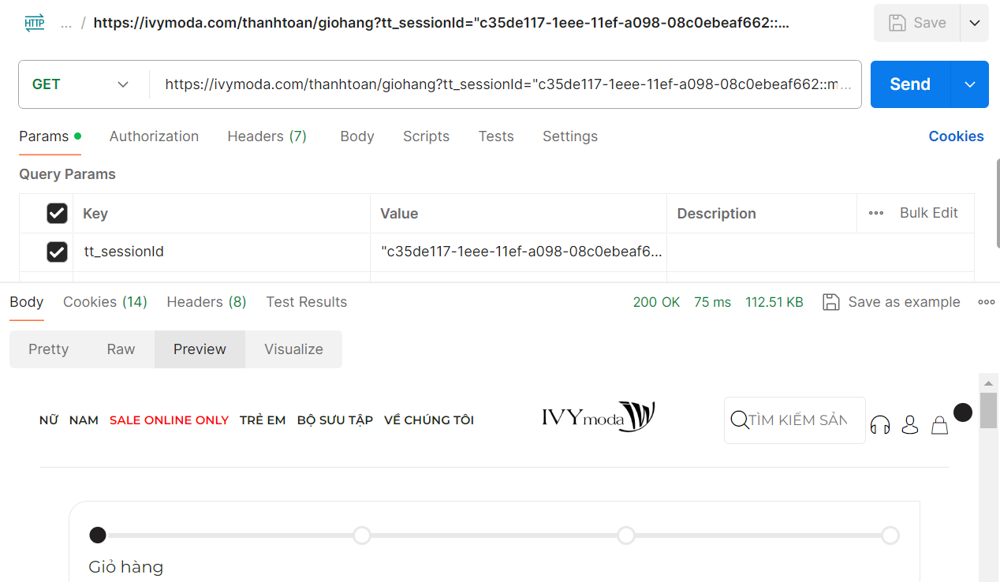 HTTP ... / https://ivymoda.com/thanhtoan/giohang?tt_sessionId="c35de117-1eee-11ef-a098-08c0ebeaf662::... Save
GET https://ivymoda.com/thanhtoan/giohang?tt_sessionId="c35de117-1eee-11ef-a098-08c0ebeaf662::m... Send
Params Authorization Headers (7) Body Scripts Tests Settings Cookies
Query Params
Key Value Description ••• Bulk Edit
tt_sessionId "c35de117-1eee-11ef-a098-08c0ebeaf6...
Body Cookies (14) Headers (8) Test Results 200 OK 75 ms 112.51 KB Save as example
Pretty Raw Preview Visualize
NỮ NAM SALE ONLINE ONLY TRẺ EM BỘ SƯU TẬP VỀ CHÚNG TÔI IVY moda TÌM KIẾM SẢN
Giỏ hàng